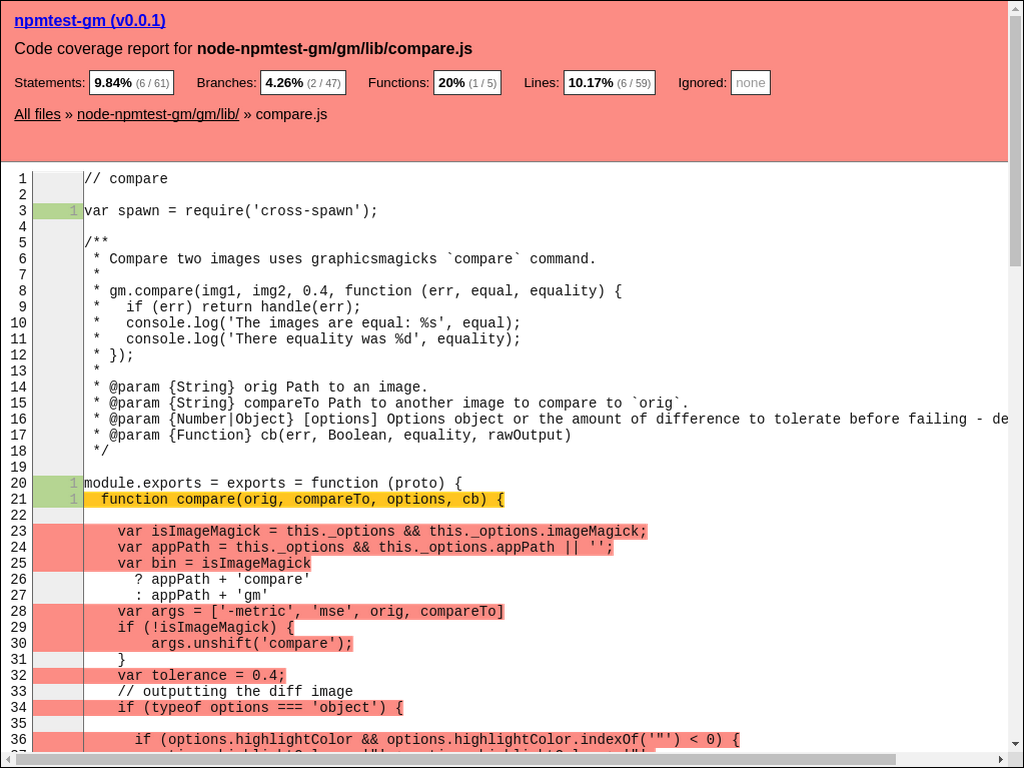 npmtest-gm (v0.0.1)
Code coverage report for node-npmtest-gm/gm/lib/compare.js
Statements: 9.84% (6 / 61) Branches: 4.26% (2 / 47) Functions: 20% (1 / 5) Lines: 10.17% (6 / 59) Ignored: none
All files » node-npmtest-gm/gm/lib/ » compare.js
1 // compare
2
3 1 var spawn = require('cross-spawn');
4
5 /**
6 * Compare two images uses graphicsmagicks `compare` command.
7 *
8 * gm.compare(img1, img2, 0.4, function (err, equal, equality) {
9 *   if (err) return handle(err);
10 *   console.log('The images are equal: %s', equal);
11 *   console.log('There equality was %d', equality);
12 * });
13 *
14 * @param {String} orig Path to an image.
15 * @param {String} compareTo Path to another image to compare to `orig`.
16 * @param {Number|Object} [options] Options object or the amount of difference to tolerate before failing - de
17 * @param {Function} cb(err, Boolean, equality, rawOutput)
18 */
19
20 1 module.exports = exports = function (proto) {
21 1   function compare(orig, compareTo, options, cb) {
22
23     var isImageMagick = this._options && this._options.imageMagick;
24     var appPath = this._options && this._options.appPath || '';
25     var bin = isImageMagick
26       ? appPath + 'compare'
27       : appPath + 'gm'
28     var args = ['-metric', 'mse', orig, compareTo]
29     if (!isImageMagick) {
30         args.unshift('compare');
31     }
32     var tolerance = 0.4;
33     // outputting the diff image
34     if (typeof options === 'object') {
35
36       if (options.highlightColor && options.highlightColor.indexOf('"') < 0) {